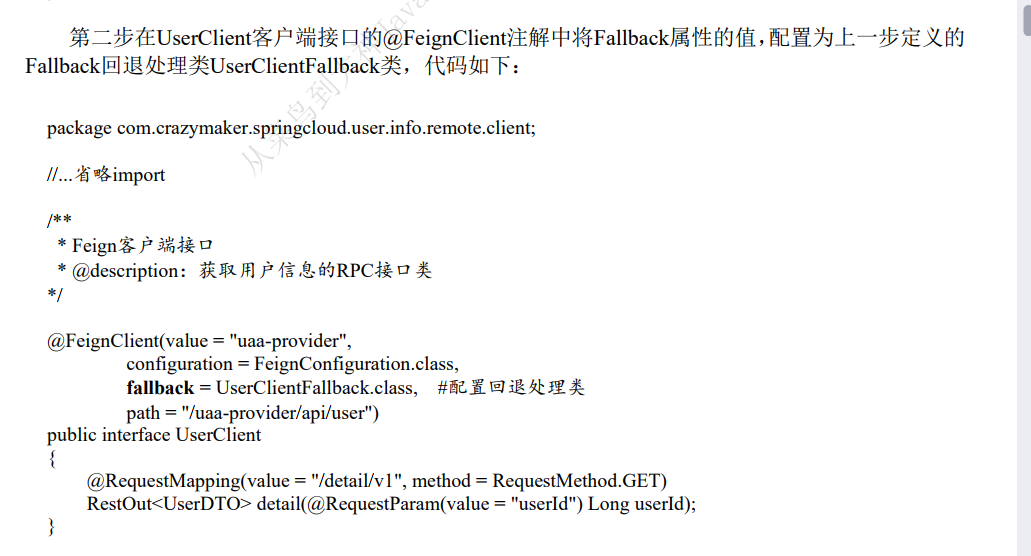 第二步在UserClient客户端接口的@FeignClient注解中将Fallback属性的值，配置为上一步定义的
Fallback回退处理类UserClientFallback类，代码如下：
package com.crazymaker.springcloud.user.info.remote.client;
//...省略import
/**
* Feign客户端接口
* @description：获取用户信息的RPC接口类
*/
@FeignClient(value = "uaa-provider",
configuration = FeignConfiguration.class,
fallback = UserClientFallback.class, #配置回退处理类
path = "/uaa-provider/api/user")
public interface UserClient
{
@RequestMapping(value = "/detail/v1", method = RequestMethod.GET)
RestOut<UserDTO> detail(@RequestParam(value = "userId") Long userId);
}